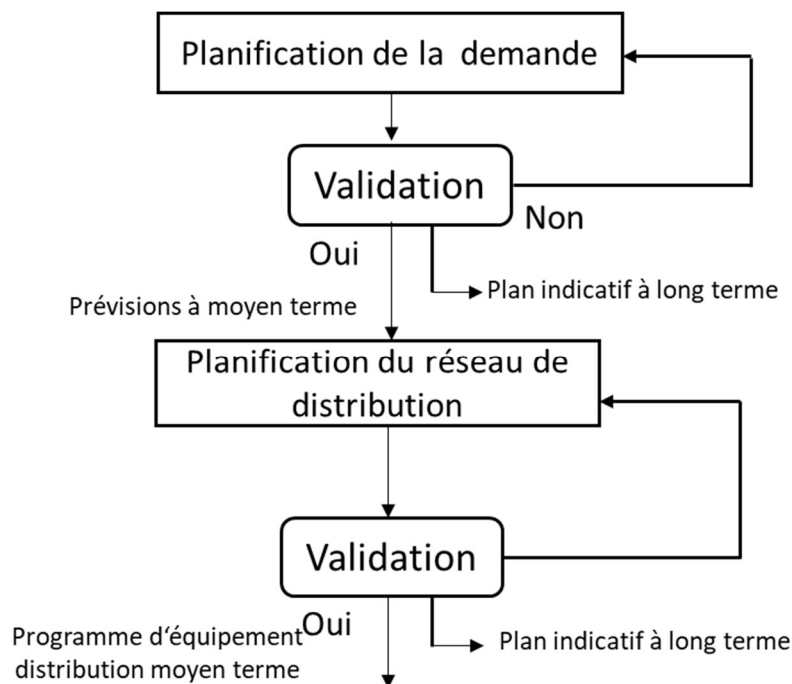 Planification de la demande
Validation
Non
Oui
Plan indicatif à long terme
Prévisions à moyen terme
Planification du réseau de
distribution
Validation
Oui
Programme d'équipement
distribution moyen terme
Plan indicatif à long terme